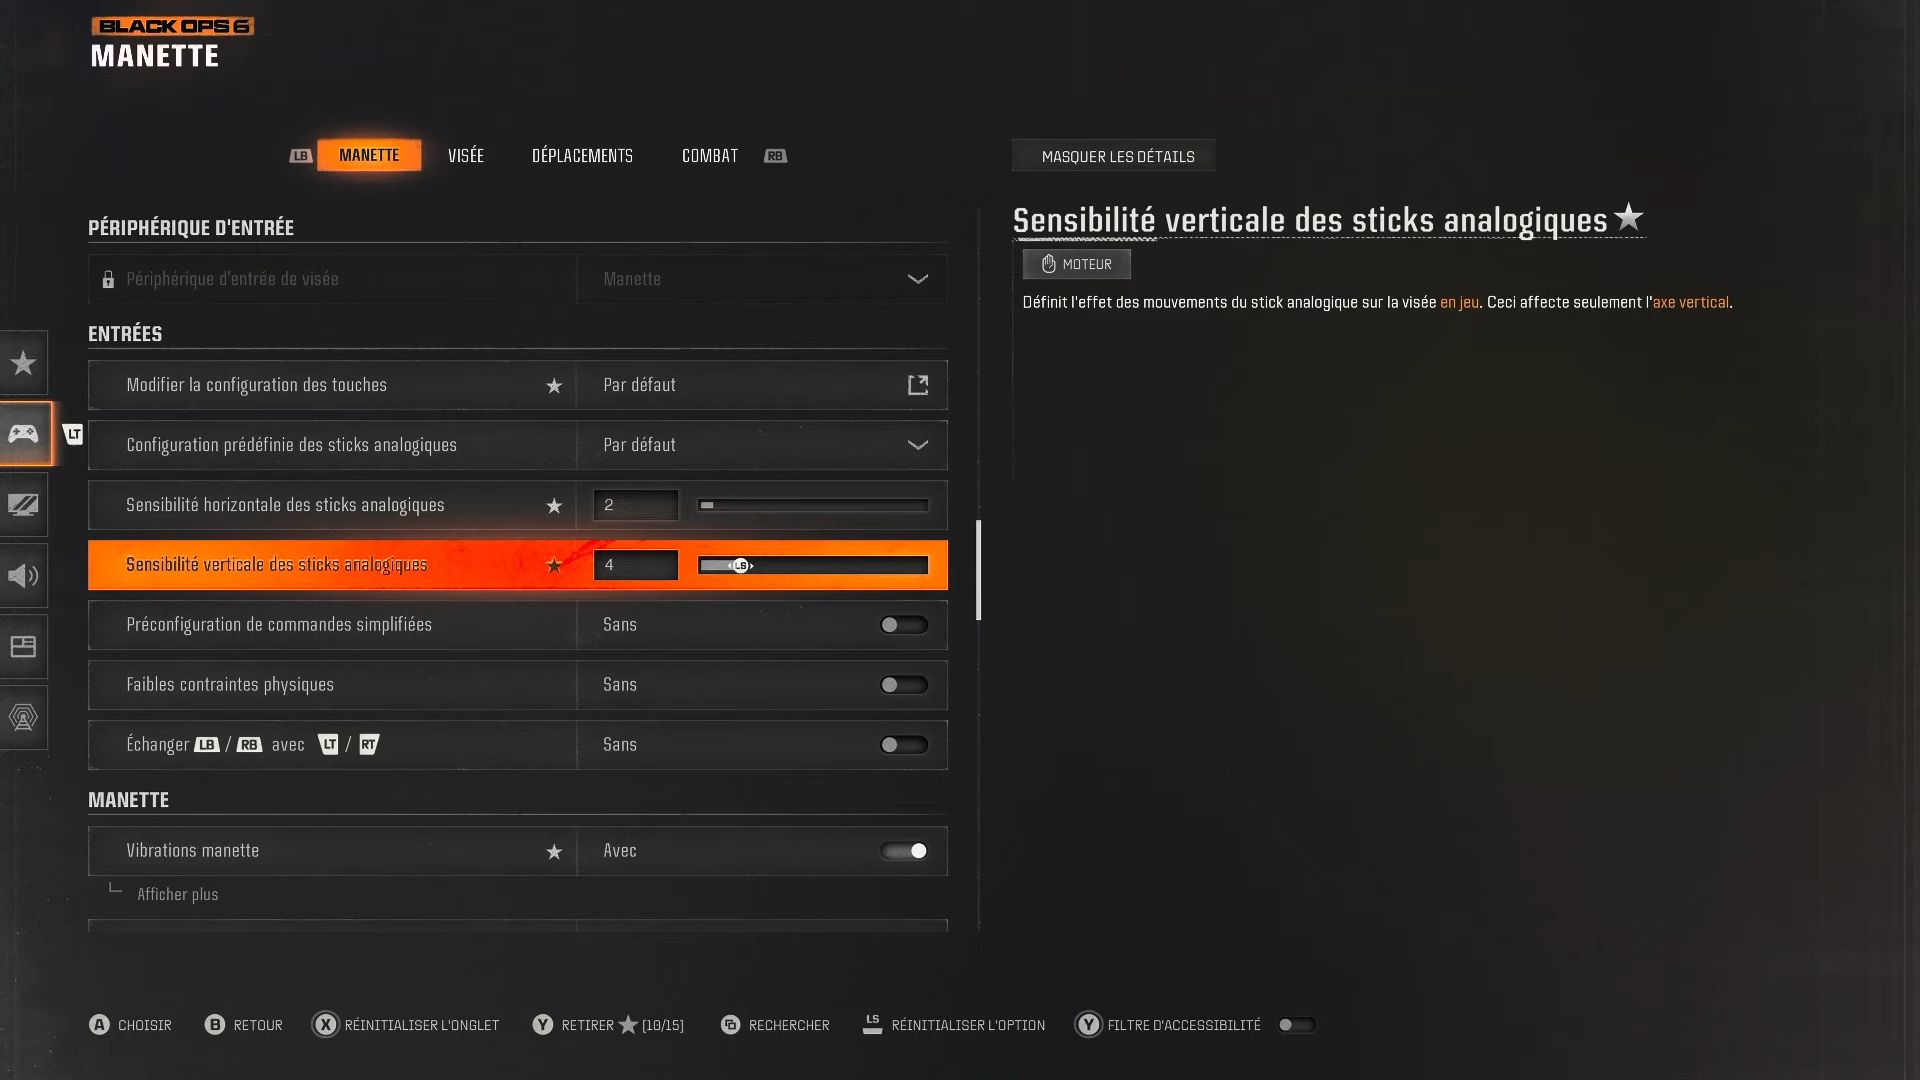 BLACK OPS 6
MANETTE
LB MANETTE VISÉE DÉPLACEMENTS COMBAT RB
MASQUER LES DÉTAILS
PÉRIPHÉRIQUE D'ENTRÉE
Périphérique d'entrée de visée Manette
ENTRÉES
Modifier la configuration des touches Par défaut
LT
Configuration prédéfinie des sticks analogiques Par défaut
Sensibilité horizontale des sticks analogiques 2
Sensibilité verticale des sticks analogiques 4 LS
Préconfiguration de commandes simplifiées Sans
Faibles contraintes physiques Sans
Échanger LB / RB avec LT / RT Sans
MANETTE
Vibrations manette Avec
Afficher plus
Sensibilité verticale des sticks analogiques
MOTEUR
Définit l'effet des mouvements du stick analogique sur la visée en jeu. Ceci affecte seulement l'axe vertical.
A CHOISIR B RETOUR X RÉINITIALISER L'ONGLET Y RETIRER [10/15] RECHERCHER LS RÉINITIALISER L'OPTION Y FILTRE D'ACCESSIBILITÉ